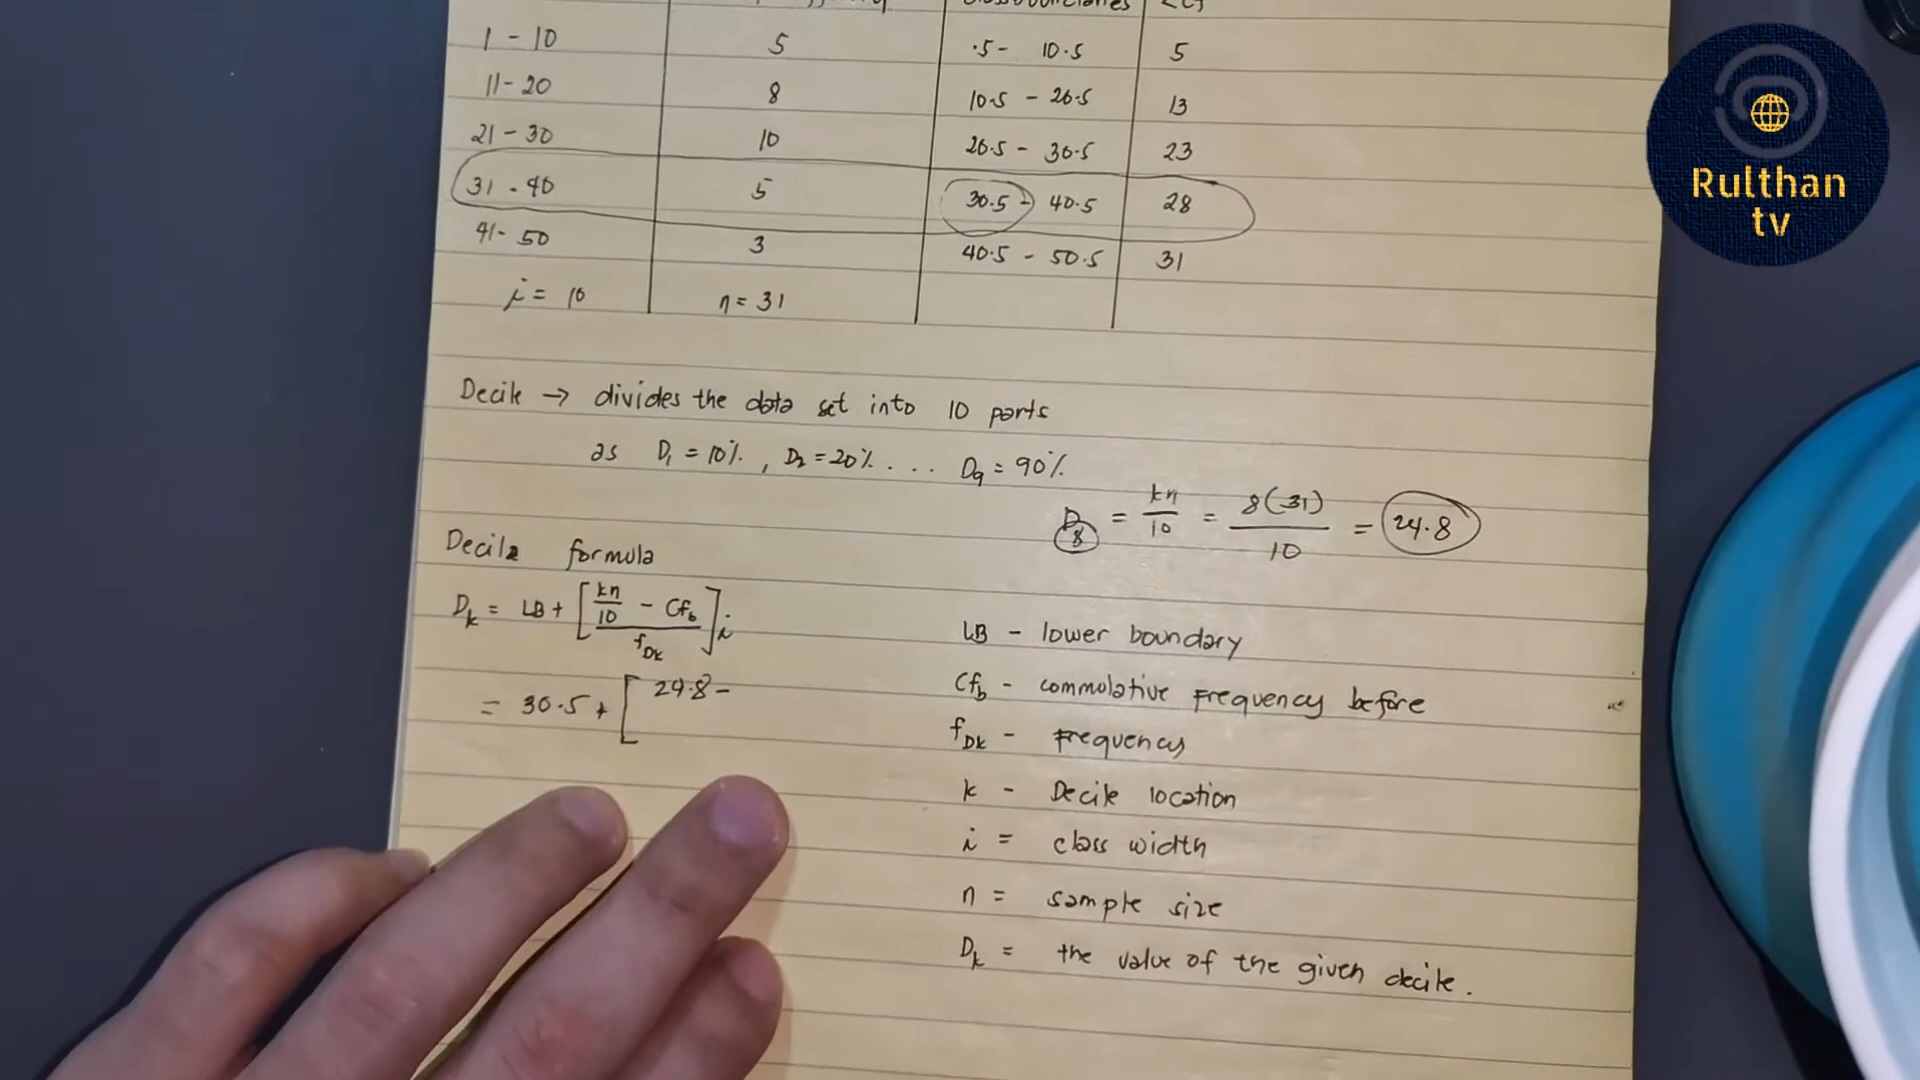 <cf
1 - 10 5 .5 - 10.5 5
11 - 20 8 10.5 - 20.5 13
21 - 30 10 20.5 - 30.5 23
31 - 40 5 30.5 - 40.5 28
41 - 50 3 40.5 - 50.5 31
i = 10 n = 31
Decile → divides the data set into 10 parts
as D1 = 10%, D2 = 20% . . . . D9 = 90%
D8 = kn/10 = 8(31)/10 = 24.8
Decile formula
Dk = LB + [kn/10 - Cfb / fDk] i
= 30.5 + [ 24.8 -
LB - lower boundary
Cfb - commolative frequency before
fDk - frequency
k - Decile location
i = class width
n = sample size
Dk = the value of the given decile.
Rulthan
tv